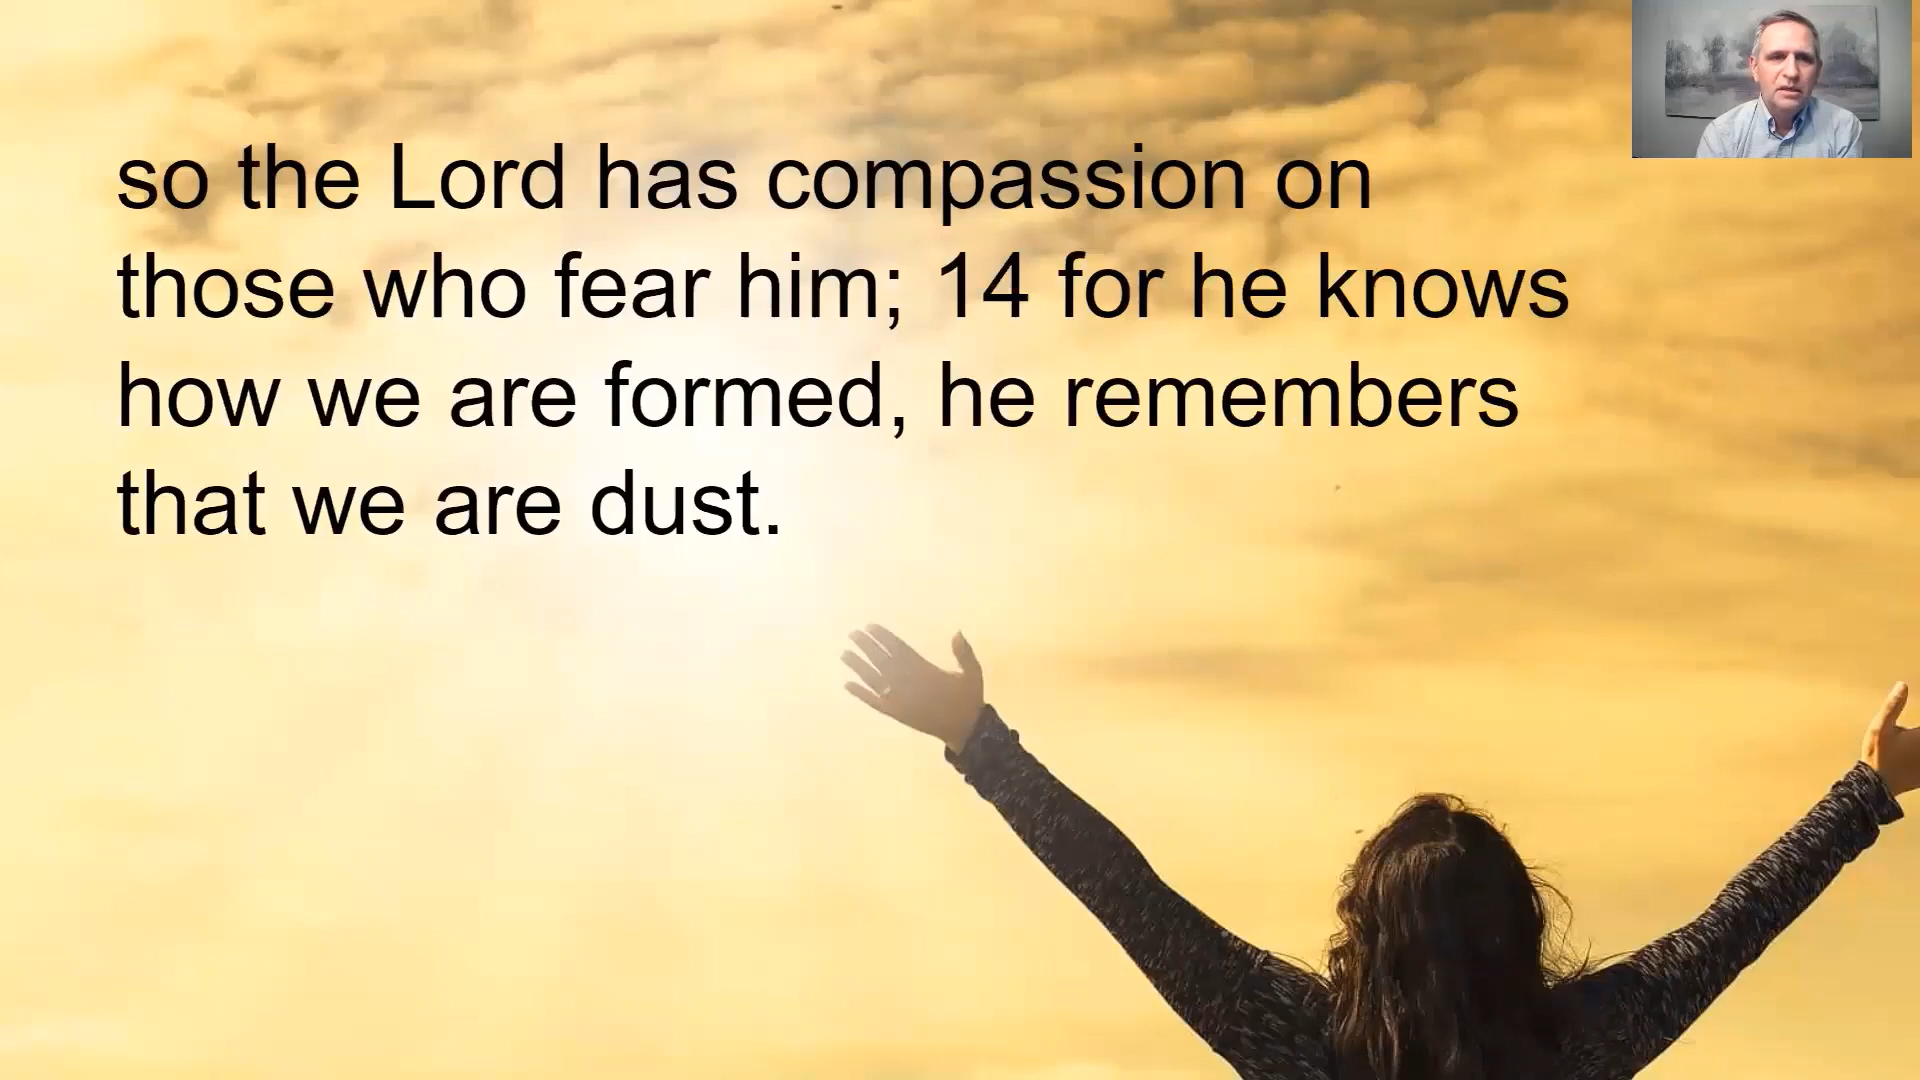 so the Lord has compassion on
those who fear him; 14 for he knows
how we are formed, he remembers
that we are dust.